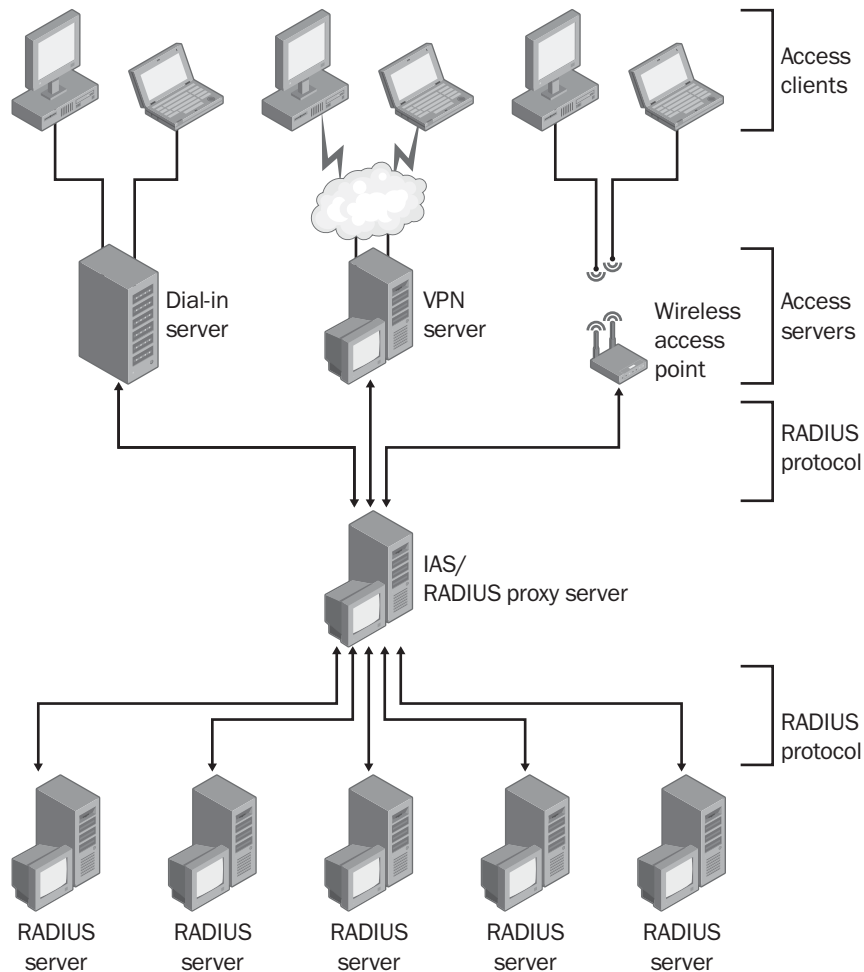 Access
clients
Dial-in
server
VPN
server
Wireless
access
point
Access
servers
RADIUS
protocol
IAS/
RADIUS proxy server
RADIUS
protocol
RADIUS
server
RADIUS
server
RADIUS
server
RADIUS
server
RADIUS
server